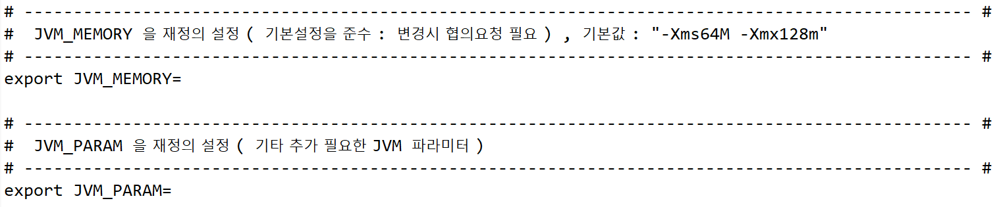 # ------------------------------------------------------------------------------------------------ #
#  JVM_MEMORY 을 재정의 설정 ( 기본설정을 준수 : 변경시 협의요청 필요 ) , 기본값 : "-Xms64M -Xmx128m"
# ------------------------------------------------------------------------------------------------ #
export JVM_MEMORY=
# ------------------------------------------------------------------------------------------------ #
#  JVM_PARAM 을 재정의 설정 ( 기타 추가 필요한 JVM 파라미터 )
# ------------------------------------------------------------------------------------------------ #
export JVM_PARAM=